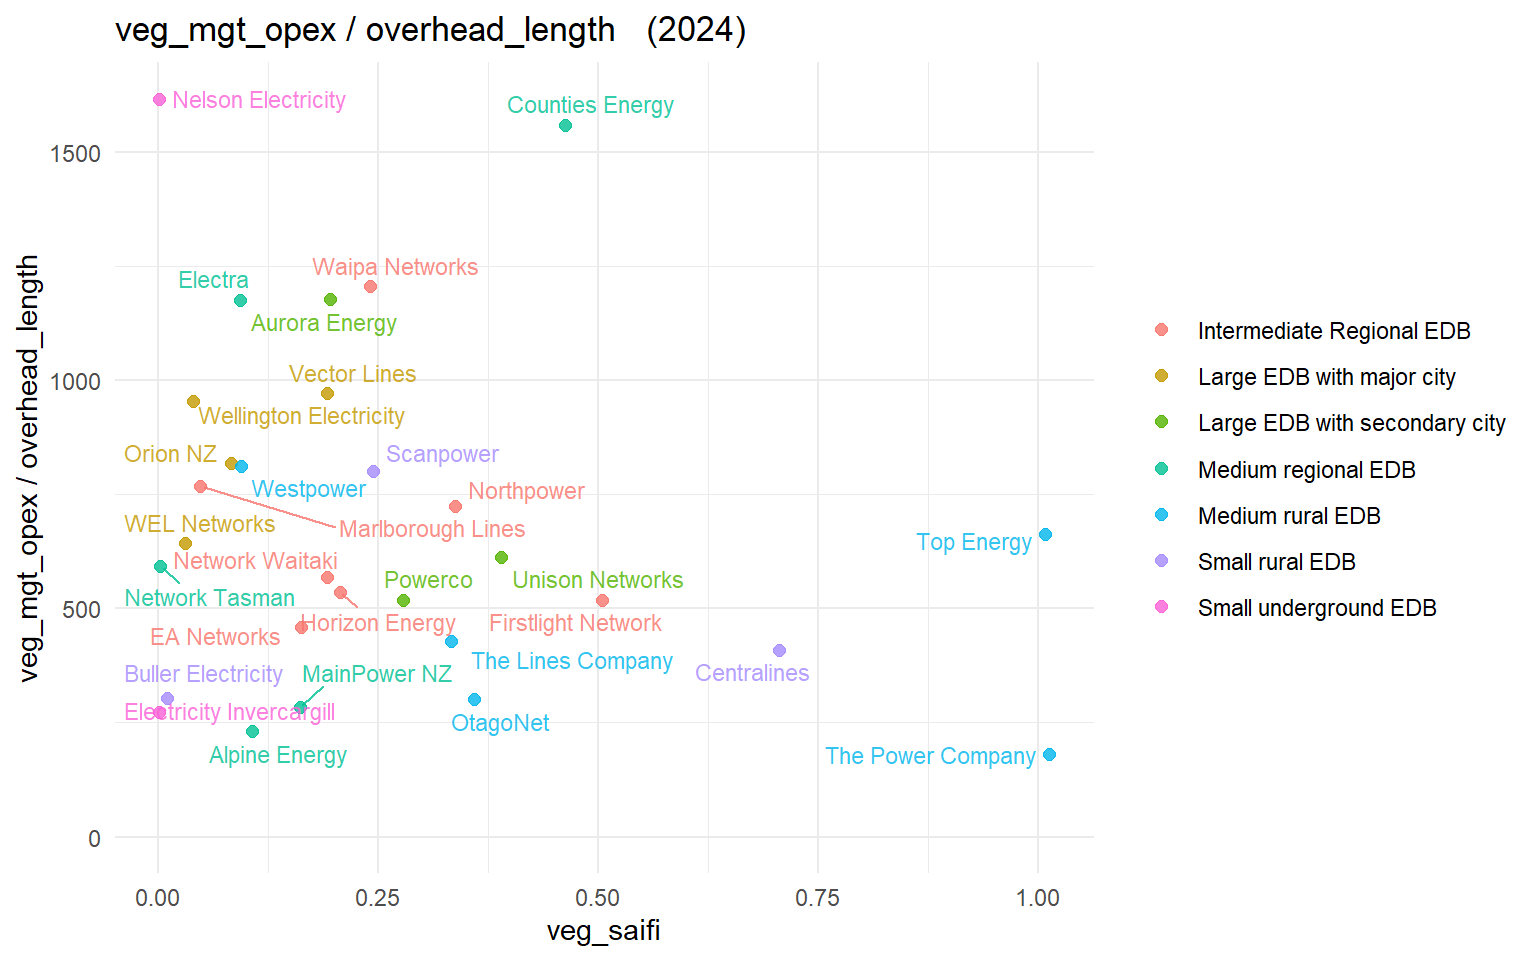 veg_mgt_opex / overhead_length (2024)
Nelson Electricity
Counties Energy
1500
Waipa Networks
Electra
Aurora Energy
Vector Lines
1000
Wellington Electricity
Orion NZ
Scanpower
Westpower
Northpower
WEL Networks
Marlborough Lines
Top Energy
Network Waitaki
Powerco
Unison Networks
Network Tasman
500
Horizon Energy
Firstlight Network
EA Networks
The Lines Company
Buller Electricity
MainPower NZ
Centralines
Electricity Invercargill
OtagoNet
Alpine Energy
The Power Company
0
0.00
0.25
0.50
0.75
1.00
veg_saifi
veg_mgt_opex / overhead_length
Intermediate Regional EDB
Large EDB with major city
Large EDB with secondary city
Medium regional EDB
Medium rural EDB
Small rural EDB
Small underground EDB